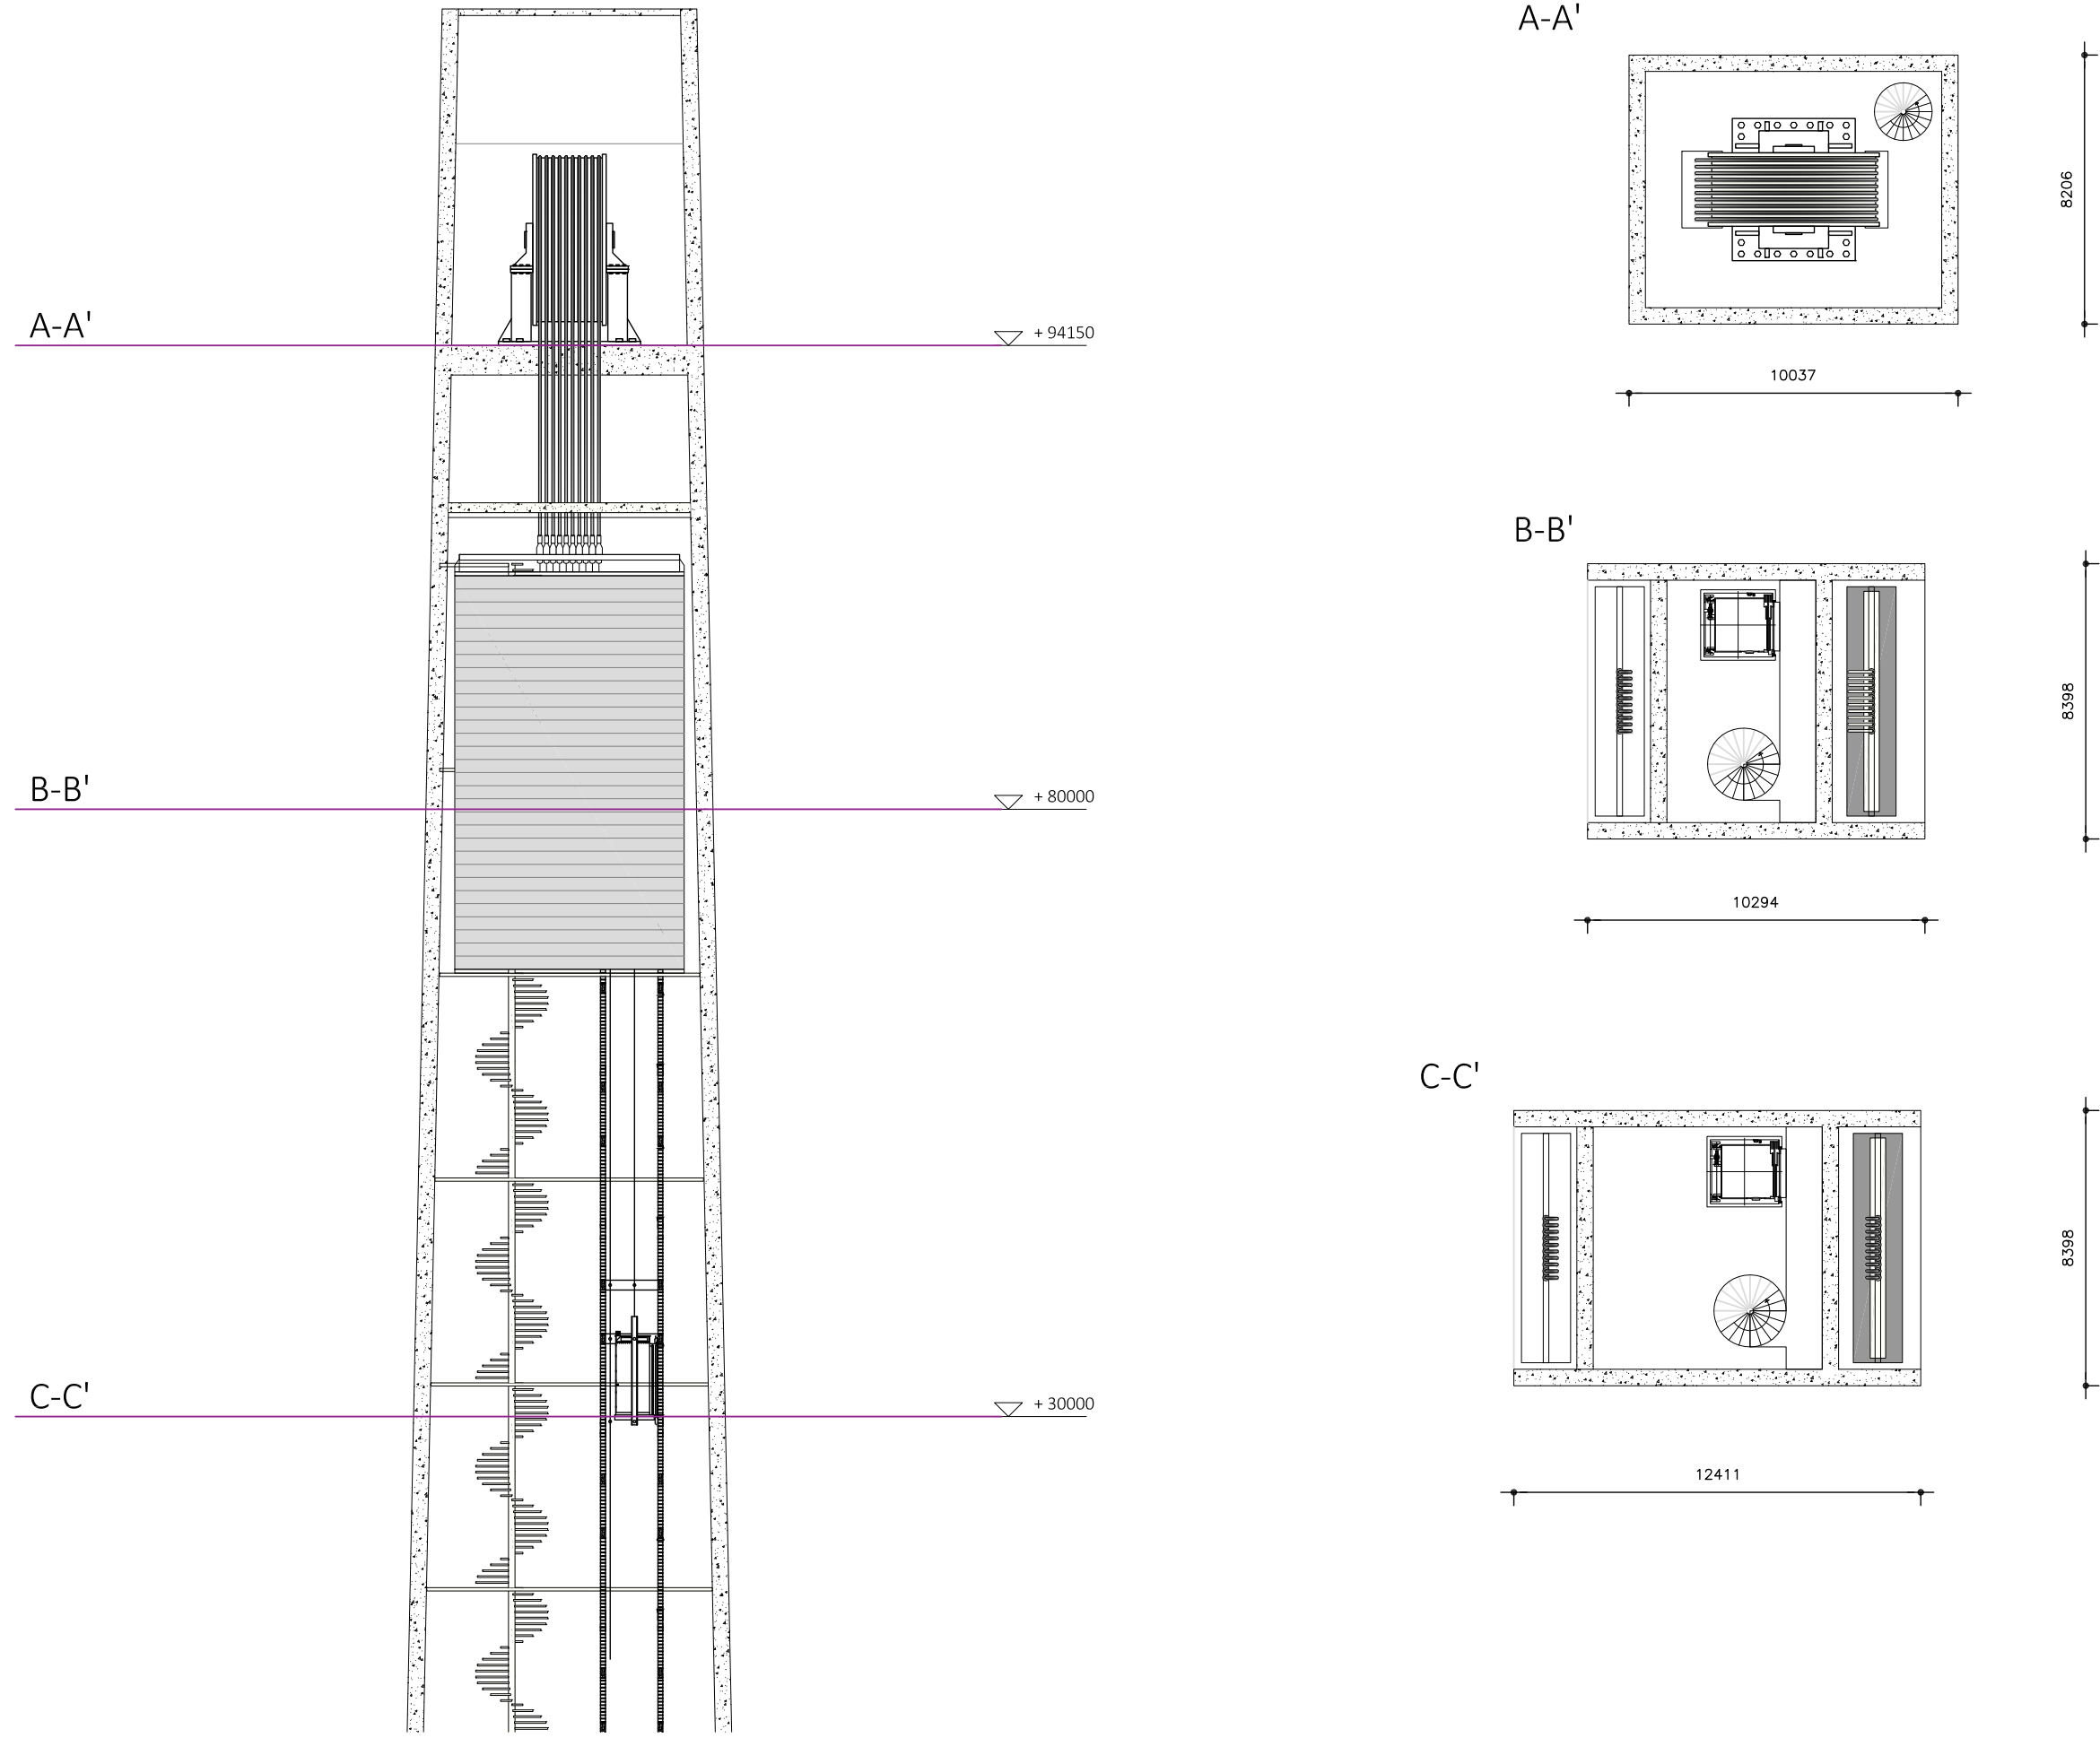 A-A'
+ 94150
B-B'
+ 80000
C-C'
+ 30000
A-A'
8206
10037
B-B'
8398
10294
C-C'
8398
12411